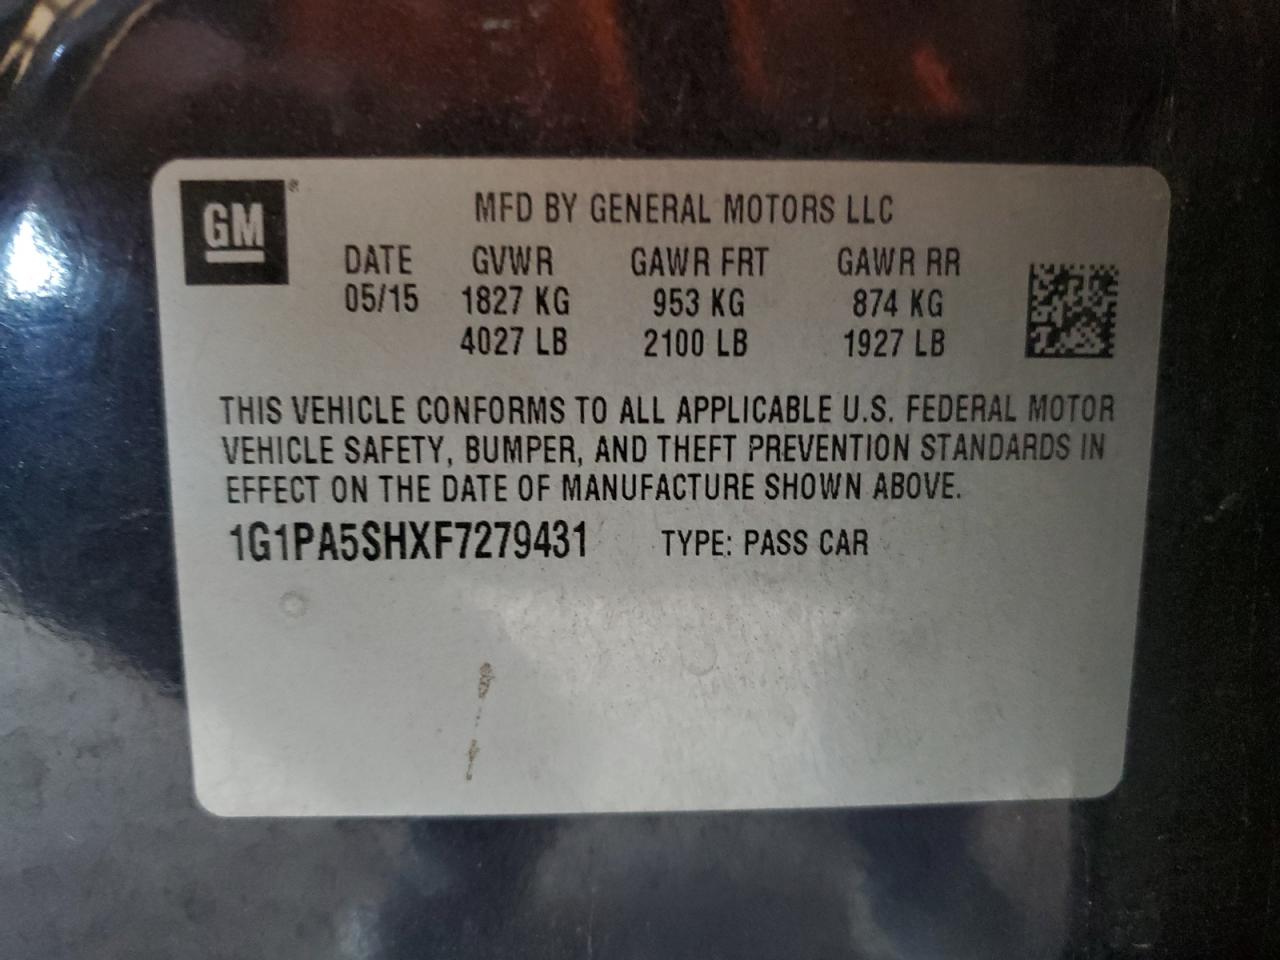 GM®
MFD BY GENERAL MOTORS LLC
DATE GVWR GAWR FRT GAWR RR
05/15 1827 KG 953 KG 874 KG
4027 LB 2100 LB 1927 LB
THIS VEHICLE CONFORMS TO ALL APPLICABLE U.S. FEDERAL MOTOR
VEHICLE SAFETY, BUMPER, AND THEFT PREVENTION STANDARDS IN
EFFECT ON THE DATE OF MANUFACTURE SHOWN ABOVE.
1G1PA5SHXF7279431 TYPE: PASS CAR